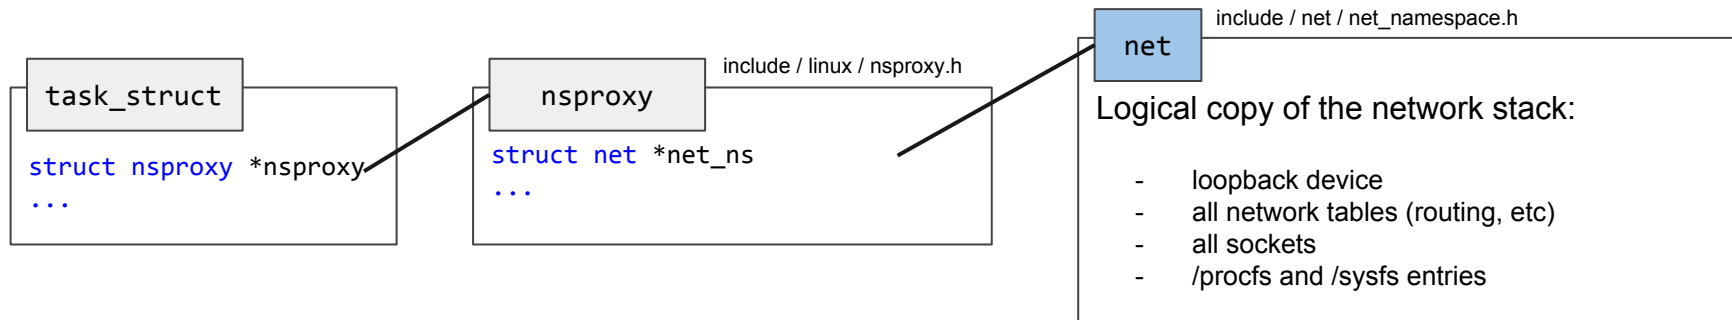 task_struct
struct nsproxy *nsproxy
...
include / linux / nsproxy.h
nsproxy
struct net *net_ns
...
include / net / net_namespace.h
net
Logical copy of the network stack:
- loopback device
- all network tables (routing, etc)
- all sockets
- /procfs and /sysfs entries